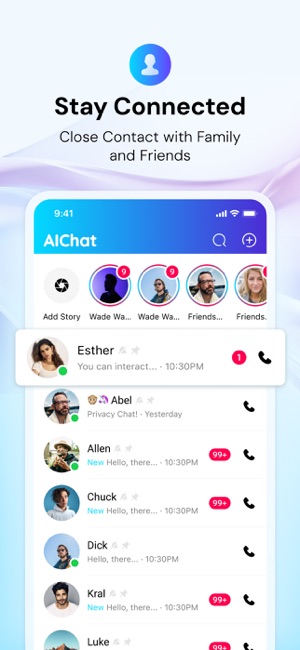 Stay Connected
Close Contact with Family
and Friends
9:41
AIChat
9
9
Add Story
Wade Wa...
Wade Wa...
Friends...
Friends.
Esther
You can interact... · 10:30PM
1
Abel
Privacy Chat! · Yesterday
Allen
New Hello, there... · 10:30PM
99+
Chuck
New Hello, there... · 10:30PM
99+
Dick
Hello, there... · 10:30PM
Kral
New Hello, there... · 10:30PM
99+
Luke
99+